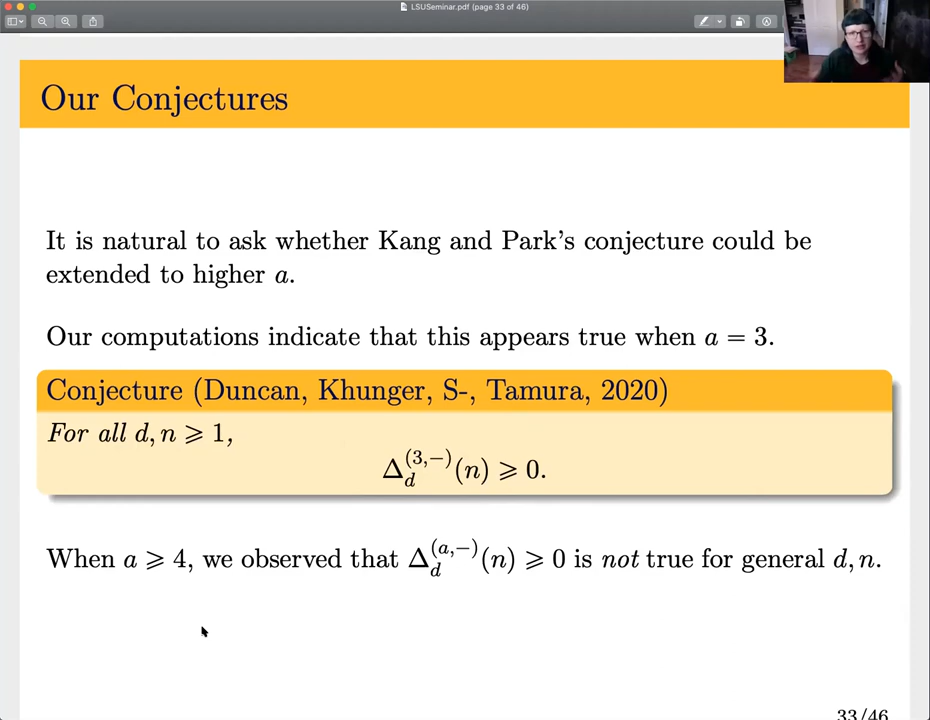 LSUSeminar.pdf (page 33 of 46)
Our Conjectures
It is natural to ask whether Kang and Park's conjecture could be
extended to higher a.
Our computations indicate that this appears true when a = 3.
Conjecture (Duncan, Khunger, S-, Tamura, 2020)
For all d, n ⩾ 1,
Δ_d^{(3,−)}(n) ⩾ 0.
When a ⩾ 4, we observed that Δ_d^{(a,−)}(n) ⩾ 0 is not true for general d, n.
33/46